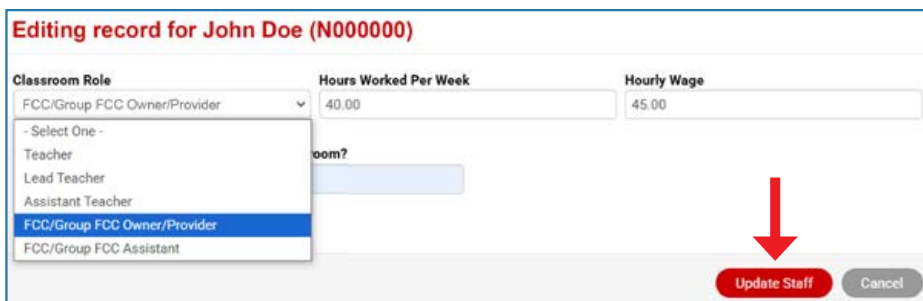 Editing record for John Doe (N000000)
Classroom Role Hours Worked Per Week Hourly Wage
FCC/Group FCC Owner/Provider 40.00 45.00
- Select One -
Teacher
Lead Teacher
Assistant Teacher
FCC/Group FCC Owner/Provider
FCC/Group FCC Assistant
oom?
Update Staff Cancel